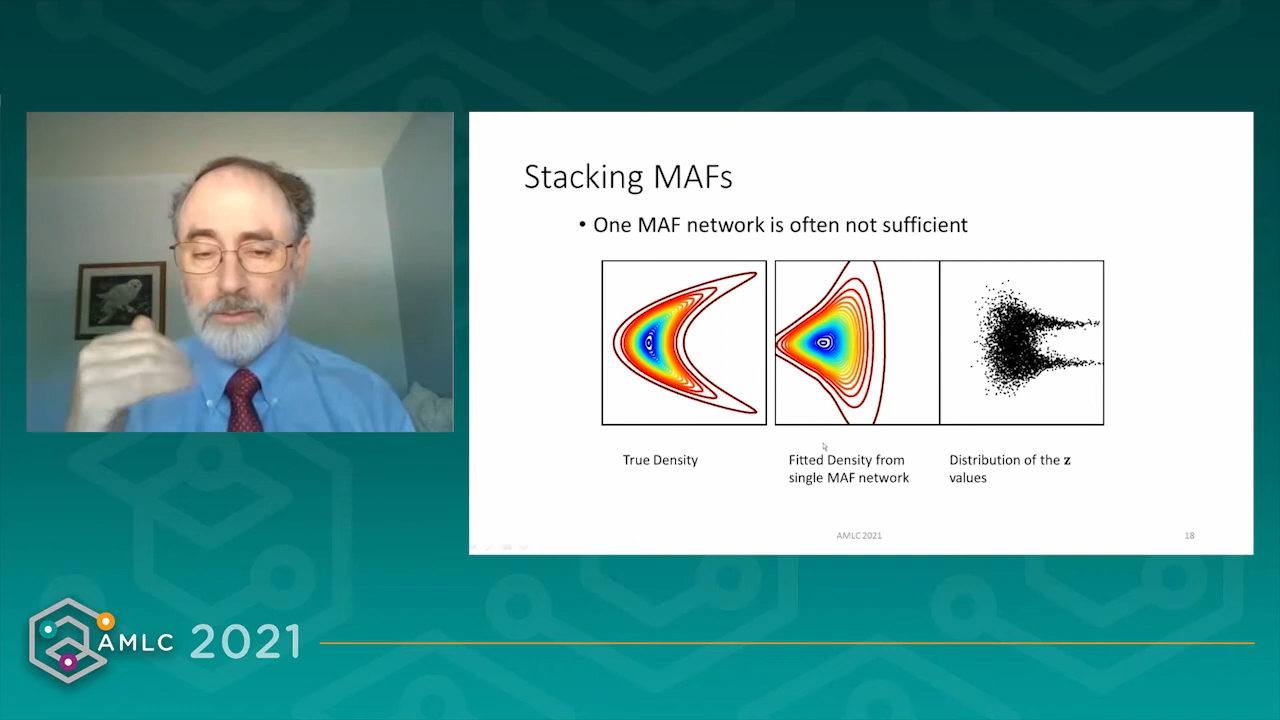 Stacking MAFs
• One MAF network is often not sufficient
True Density
Fitted Density from
single MAF network
Distribution of the z
values
AMLC 2021
18
AMLC 2021